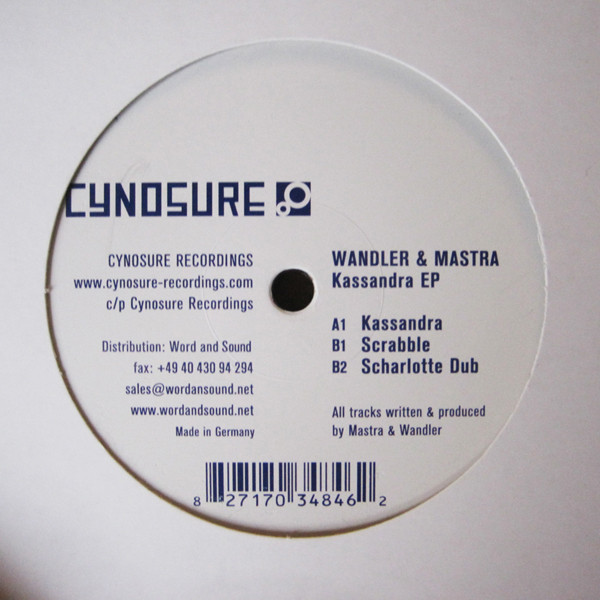 CYNOSURE
CYNOSURE RECORDINGS
www.cynosure-recordings.com
c/p Cynosure Recordings
Distribution: Word and Sound
fax: +49 40 430 94 294
sales@wordansound.net
www.wordandsound.net
Made in Germany
WANDLER & MASTRA
Kassandra EP
A1 Kassandra
B1 Scrabble
B2 Scharlotte Dub
All tracks written & produced
by Mastra & Wandler
8 27170 34846 2